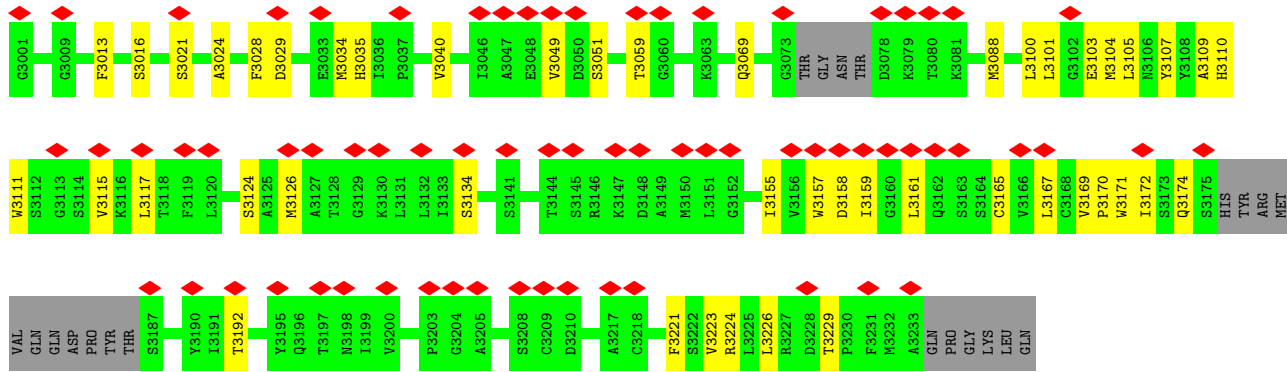 G3001 G3009 F3013 S3016 S3021 A3024 F3028 D3029 E3033 M3034 H3035 I3036 P3037 V3040 I3046 A3047 E3048 V3049 D3050 S3051 T3059 G3060 K3063 Q3069 G3073 THR GLY ASN THR D3078 K3079 T3080 K3081 M3088 L3100 L3101 G3102 E3103 M3104 L3105 N3106 Y3107 Y3108 A3109 H3110
W3111 S3112 G3113 S3114 V3115 K3116 L3117 T3118 F3119 L3120 S3124 A3125 M3126 A3127 T3128 G3129 K3130 L3131 L3132 I3133 S3134 S3141 T3144 S3145 R3146 K3147 D3148 A3149 M3150 L3151 G3152 I3155 V3156 W3157 D3158 I3159 G3160 L3161 Q3162 S3163 S3164 C3165 V3166 L3167 C3168 V3169 P3170 W3171 I3172 S3173 Q3174 S3175 HIS TYR ARG MET
VAL GLN GLN ASP PRO TYR THR S3187 Y3190 I3191 T3192 Y3195 Q3196 T3197 N3198 I3199 V3200 P3203 G3204 A3205 S3208 C3209 D3210 A3217 C3218 F3221 S3222 V3223 R3224 L3225 L3226 R3227 D3228 T3229 P3230 F3231 M3232 A3233 GLN PRO GLY LYS LEU GLN